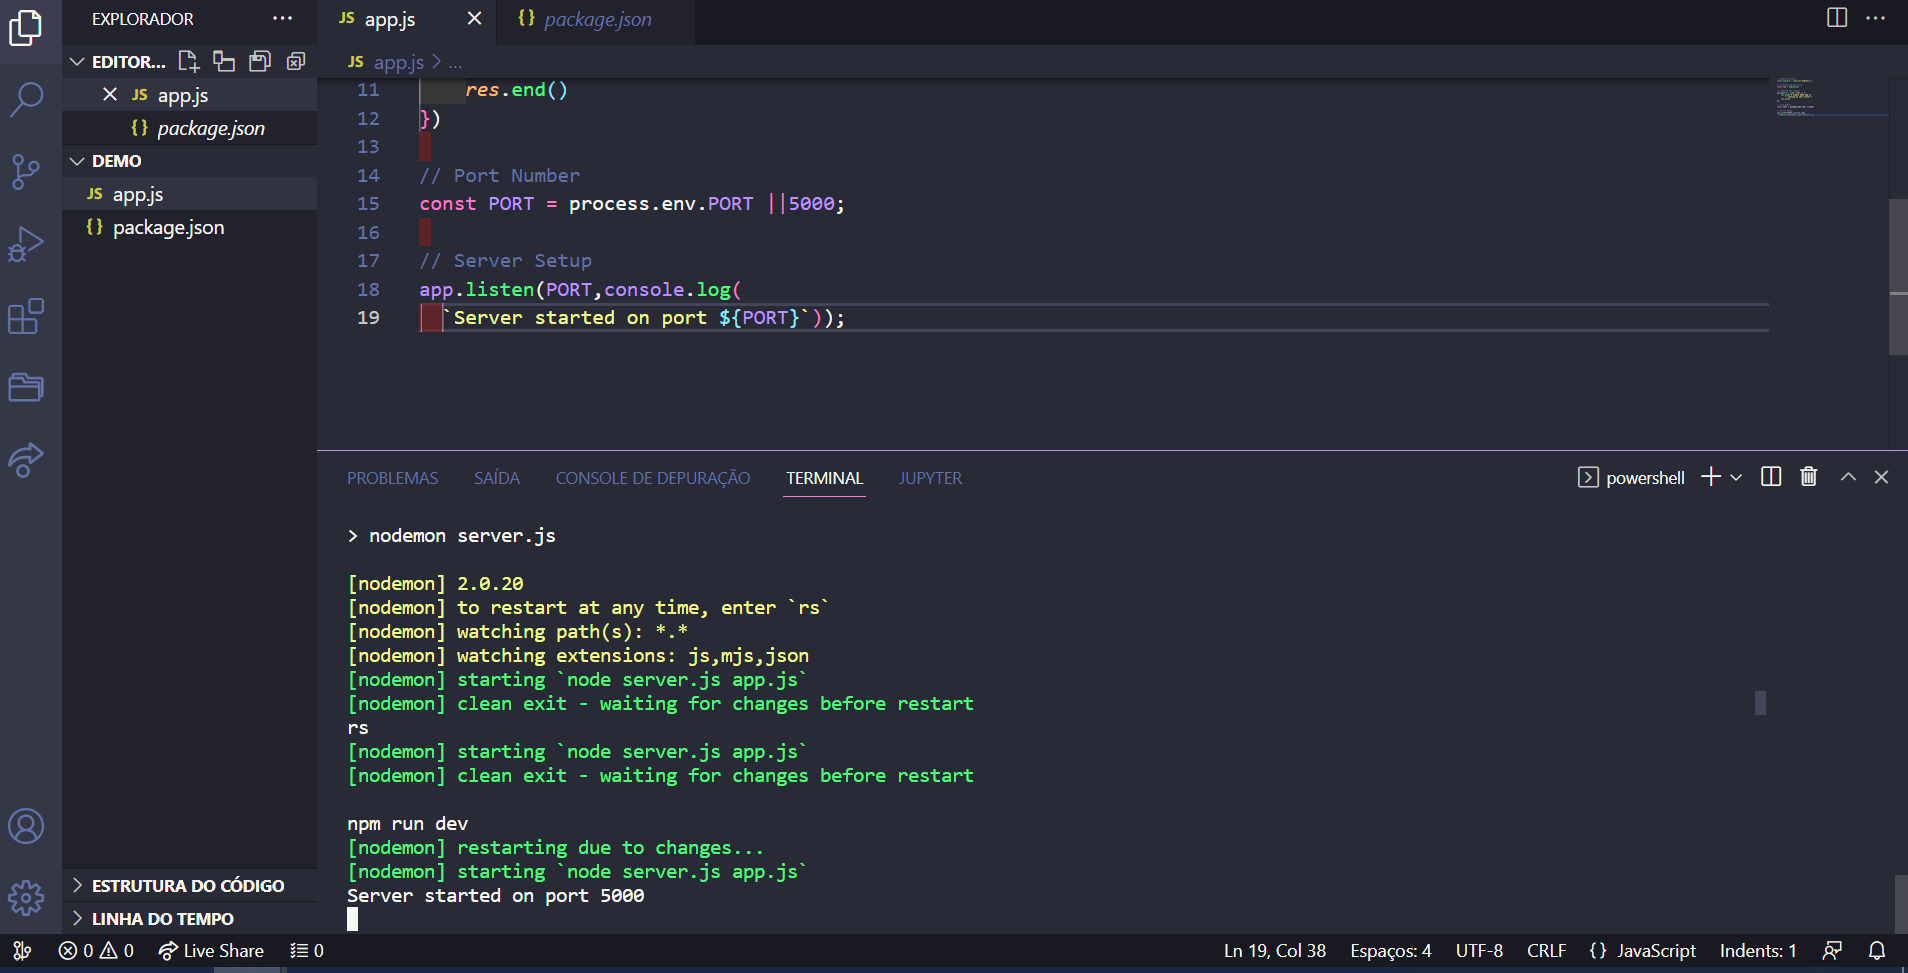 EXPLORADOR
EDITOR...
JS app.js
{} package.json
DEMO
JS app.js
{} package.json
ESTRUTURA DO CÓDIGO
LINHA DO TEMPO
JS app.js
{} package.json
JS app.js > ...
11 res.end()
12 })
13
14 // Port Number
15 const PORT = process.env.PORT ||5000;
16
17 // Server Setup
18 app.listen(PORT,console.log(
19 `Server started on port ${PORT}`));
PROBLEMAS SAÍDA CONSOLE DE DEPURAÇÃO TERMINAL JUPYTER
powershell
> nodemon server.js
[nodemon] 2.0.20
[nodemon] to restart at any time, enter `rs`
[nodemon] watching path(s): *.*
[nodemon] watching extensions: js,mjs,json
[nodemon] starting `node server.js app.js`
[nodemon] clean exit - waiting for changes before restart
rs
[nodemon] starting `node server.js app.js`
[nodemon] clean exit - waiting for changes before restart
npm run dev
[nodemon] restarting due to changes...
[nodemon] starting `node server.js app.js`
Server started on port 5000
0 0 Live Share 0 Ln 19, Col 38 Espaços: 4 UTF-8 CRLF {} JavaScript Indents: 1